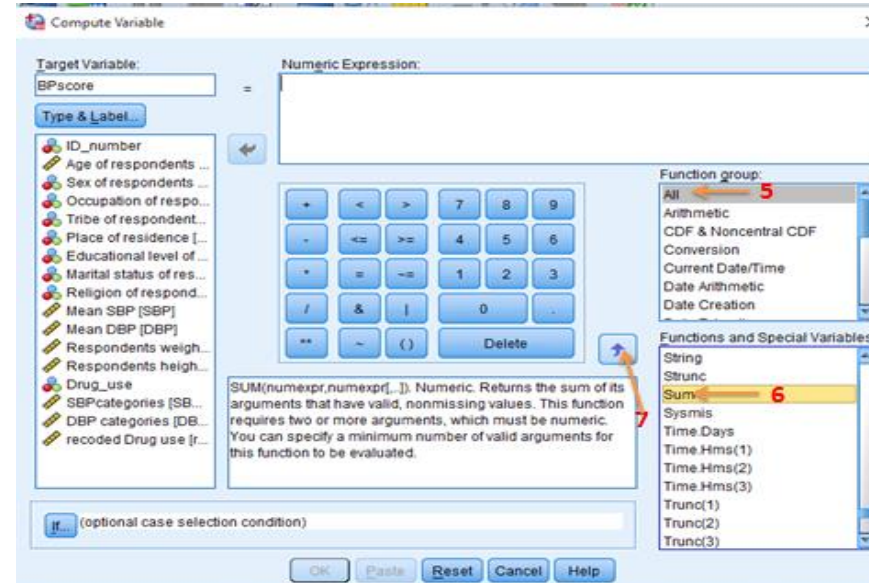 Compute Variable
Target Variable:
BPscore
=
Numeric Expression:
Type & Label...
ID_number
Age of respondents ...
Sex of respondents ...
Occupation of respo...
Tribe of respondent...
Place of residence [...
Educational level of ...
Marital status of res...
Religion of respond...
Mean SBP [SBP]
Mean DBP [DBP]
Respondents weigh...
Respondents heigh...
Drug_use
SBPcategories [SB...
DBP categories [DB...
recoded Drug use [r...
+ < > 7 8 9
- <= >= 4 5 6
* = ~= 1 2 3
/ & | 0 .
** ~ ( ) Delete
7
SUM(numexpr,numexpr[,..]). Numeric. Returns the sum of its
arguments that have valid, nonmissing values. This function
requires two or more arguments, which must be numeric.
You can specify a minimum number of valid arguments for
this function to be evaluated.
Function group:
All 5
Arithmetic
CDF & Noncentral CDF
Conversion
Current Date/Time
Date Arithmetic
Date Creation
Functions and Special Variables
String
Strunc
Sum 6
Sysmis
Time.Days
Time.Hms(1)
Time.Hms(2)
Time.Hms(3)
Trunc(1)
Trunc(2)
Trunc(3)
If... (optional case selection condition)
OK Paste Reset Cancel Help